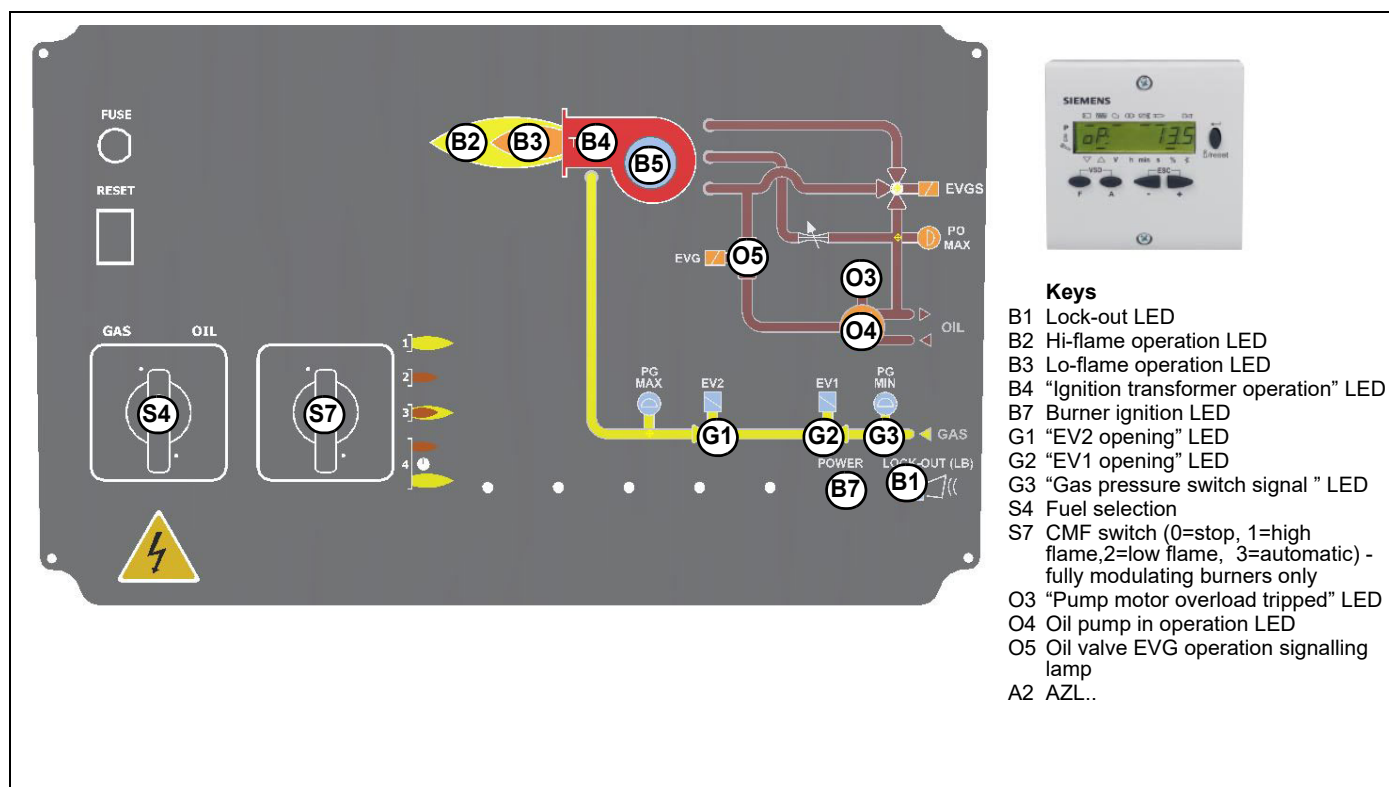 FUSE
RESET
GAS OIL
S4
S7
1
2
3
4
B2
B3
B4
B5
EVGS
PO
MAX
EVG
O5
O3
O4
OIL
PG
MAX
EV2
EV1
PG
MIN
G1
G2
G3
GAS
POWER
LOCK-OUT (LB)
B7
B1
SIEMENS
oP. 13.5
V h min s %
VSD
ESC
F A - +
Keys
B1 Lock-out LED
B2 Hi-flame operation LED
B3 Lo-flame operation LED
B4 “Ignition transformer operation” LED
B7 Burner ignition LED
G1 “EV2 opening” LED
G2 “EV1 opening” LED
G3 “Gas pressure switch signal ” LED
S4 Fuel selection
S7 CMF switch (0=stop, 1=high
flame,2=low flame, 3=automatic) -
fully modulating burners only
O3 “Pump motor overload tripped” LED
O4 Oil pump in operation LED
O5 Oil valve EVG operation signalling
lamp
A2 AZL..